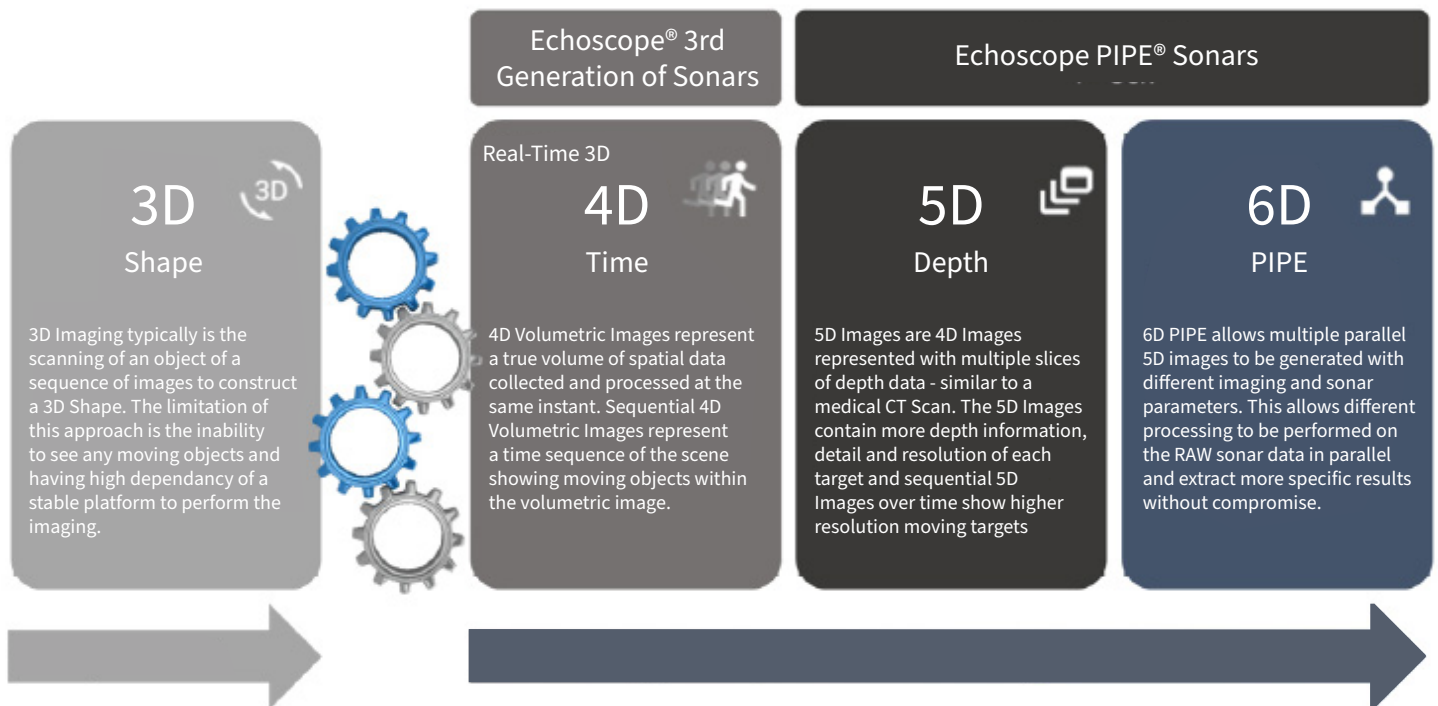 Echoscope® 3rd
Generation of Sonars
Echoscope PIPE® Sonars
3D
3D
Shape
3D Imaging typically is the
scanning of an object of a
sequence of images to construct
a 3D Shape. The limitation of
this approach is the inability
to see any moving objects and
having high dependancy of a
stable platform to perform the
imaging.
Real-Time 3D
4D
Time
4D Volumetric Images represent
a true volume of spatial data
collected and processed at the
same instant. Sequential 4D
Volumetric Images represent
a time sequence of the scene
showing moving objects within
the volumetric image.
5D
Depth
5D Images are 4D Images
represented with multiple slices
of depth data - similar to a
medical CT Scan. The 5D Images
contain more depth information,
detail and resolution of each
target and sequential 5D
Images over time show higher
resolution moving targets
6D
PIPE
6D PIPE allows multiple parallel
5D images to be generated with
different imaging and sonar
parameters. This allows different
processing to be performed on
the RAW sonar data in parallel
and extract more specific results
without compromise.